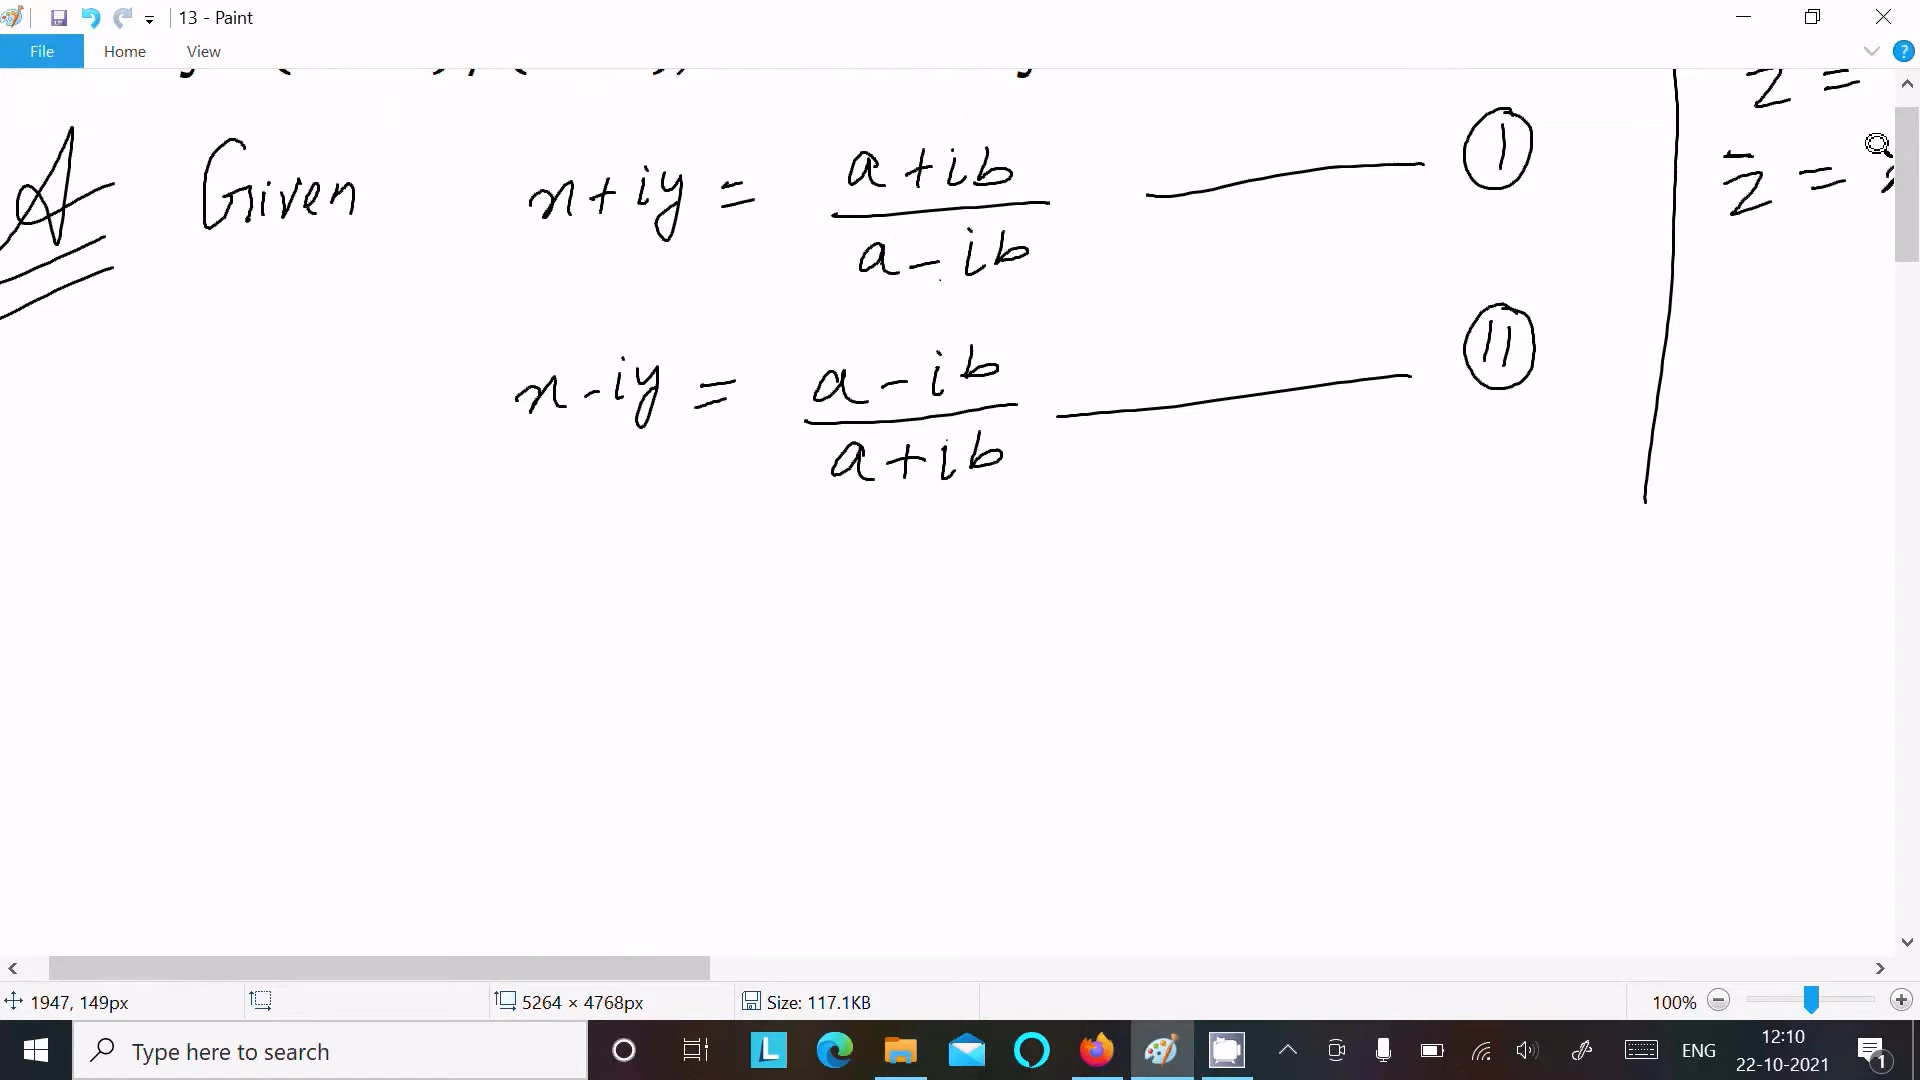 13 - Paint
File Home View
Given x + iy = a + ib / a - ib ——— I
x - iy = a - ib / a + ib ——— II
z =
z̄ =
1947, 149px 5264 × 4768px Size: 117.1KB 100%
Type here to search
ENG
12:10
22-10-2021
1